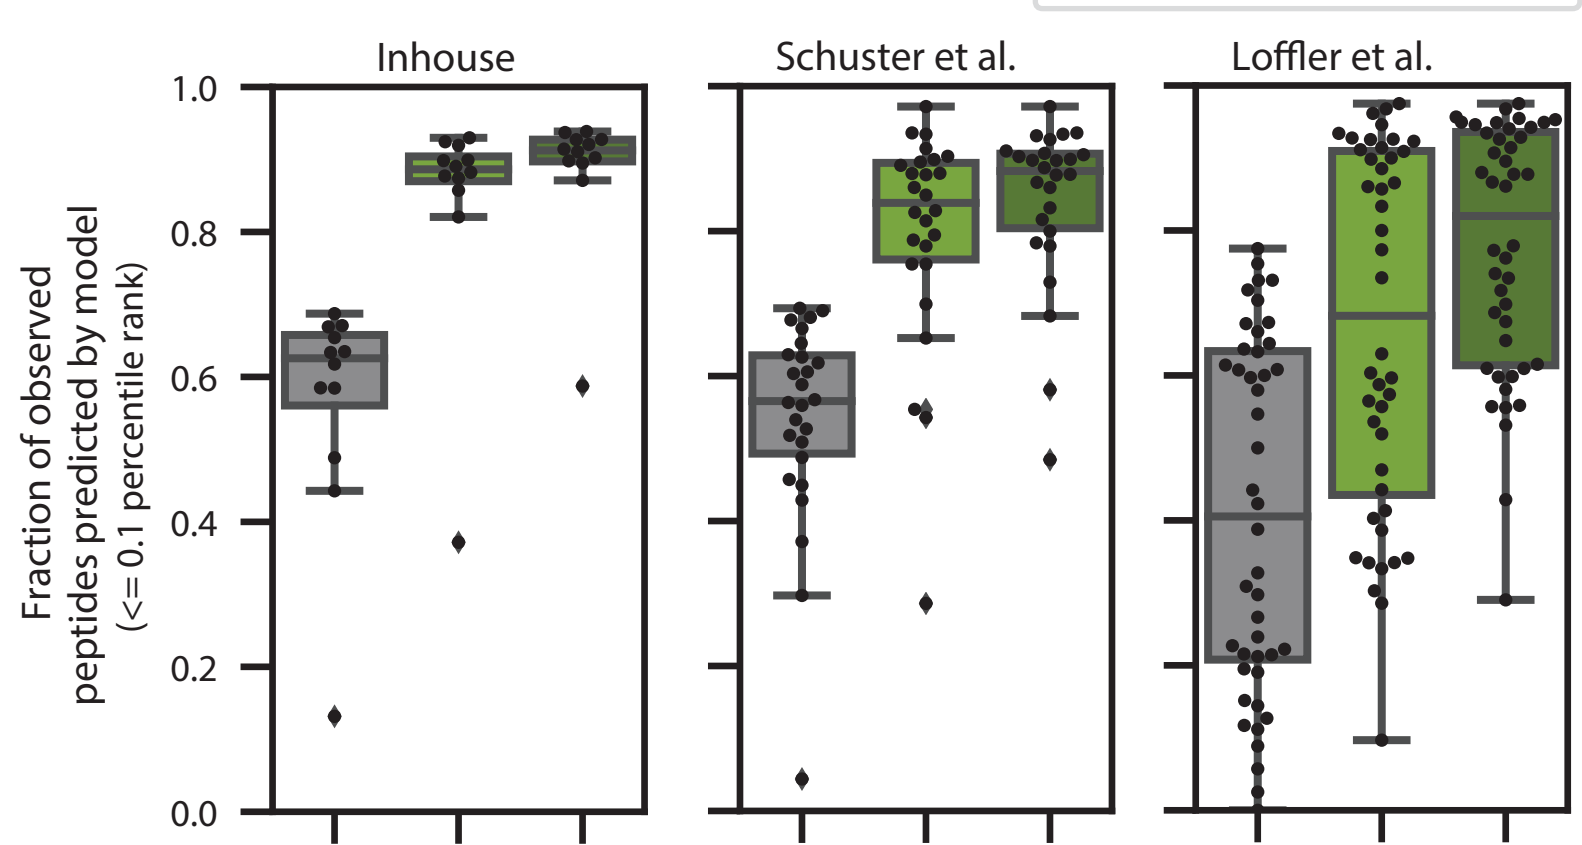 Inhouse
Schuster et al.
Loffler et al.
Fraction of observed
peptides predicted by model
(<= 0.1 percentile rank)
1.0
0.8
0.6
0.4
0.2
0.0